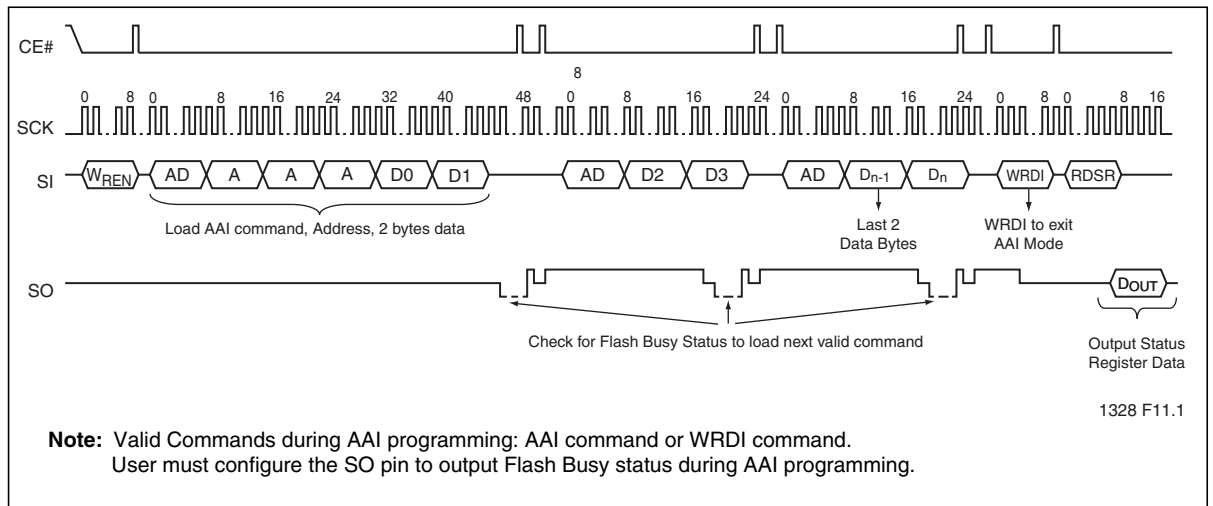 CE#
8
0 8 0 8 16 24 32 40 48 0 8 16 24 0 8 16 24 0 8 0 8 16
SCK
SI WREN AD A A A D0 D1 AD D2 D3 AD Dn-1 Dn WRDI RDSR
Load AAI command, Address, 2 bytes data
Last 2
Data Bytes
WRDI to exit
AAI Mode
SO DOUT
Check for Flash Busy Status to load next valid command
Output Status
Register Data
1328 F11.1
Note: Valid Commands during AAI programming: AAI command or WRDI command.
User must configure the SO pin to output Flash Busy status during AAI programming.